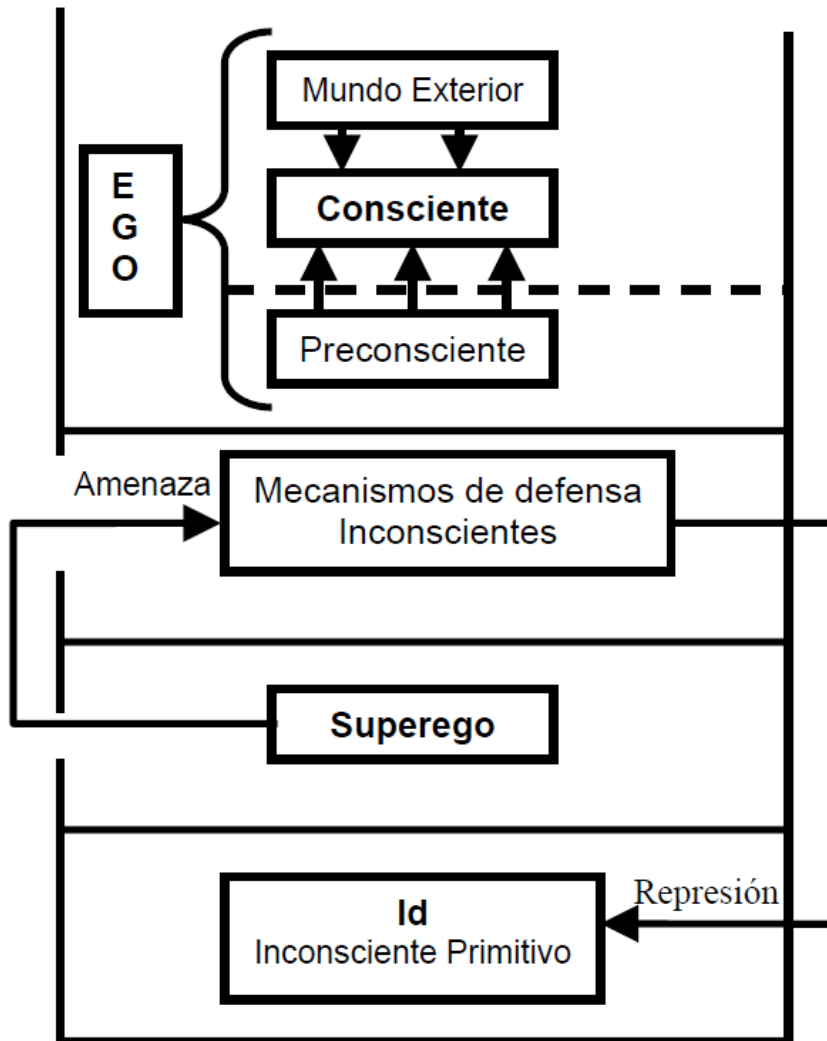 Mundo Exterior
E
G
O
Consciente
Preconsciente
Amenaza
Mecanismos de defensa
Inconscientes
Superego
Id
Inconsciente Primitivo
Represión